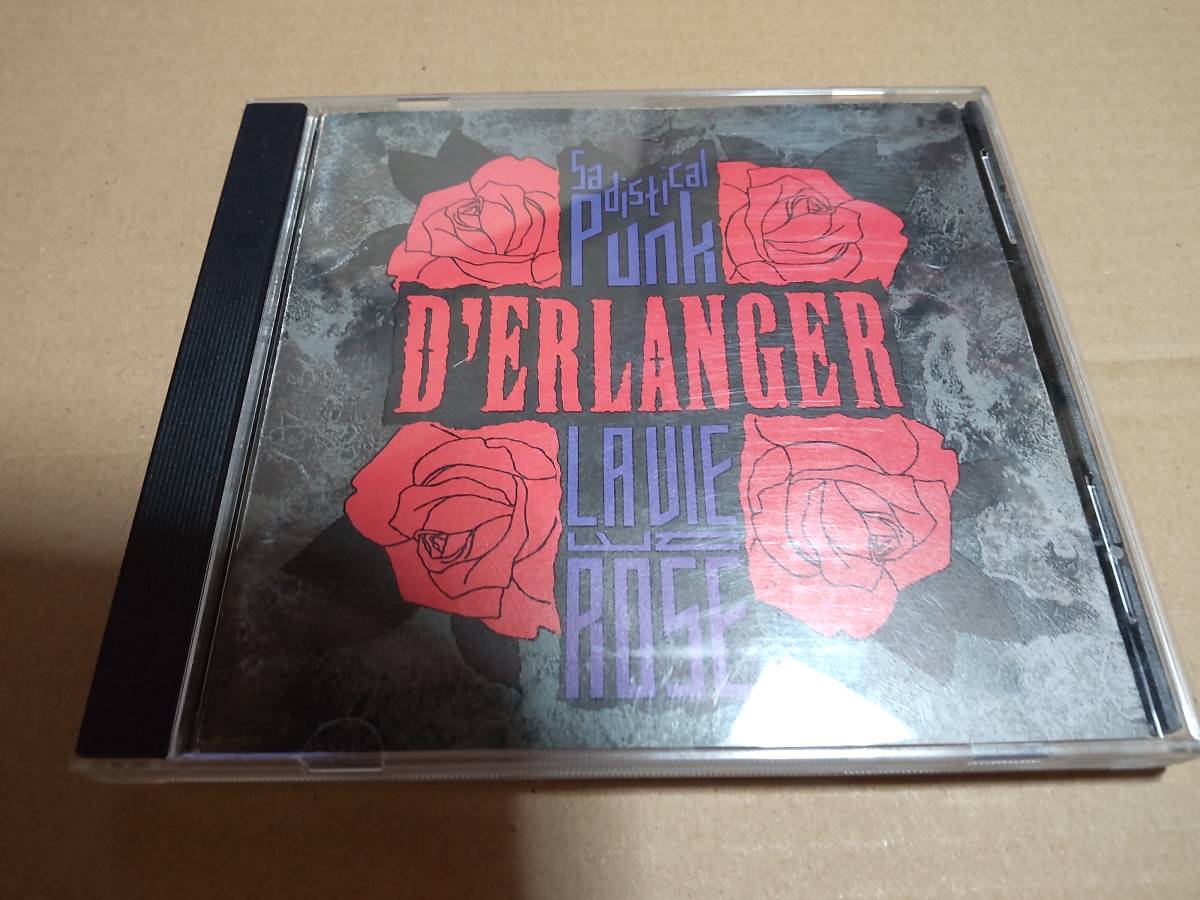 Sadistical
Punk
D'ERLANGER
LA VIE
EN
ROSE